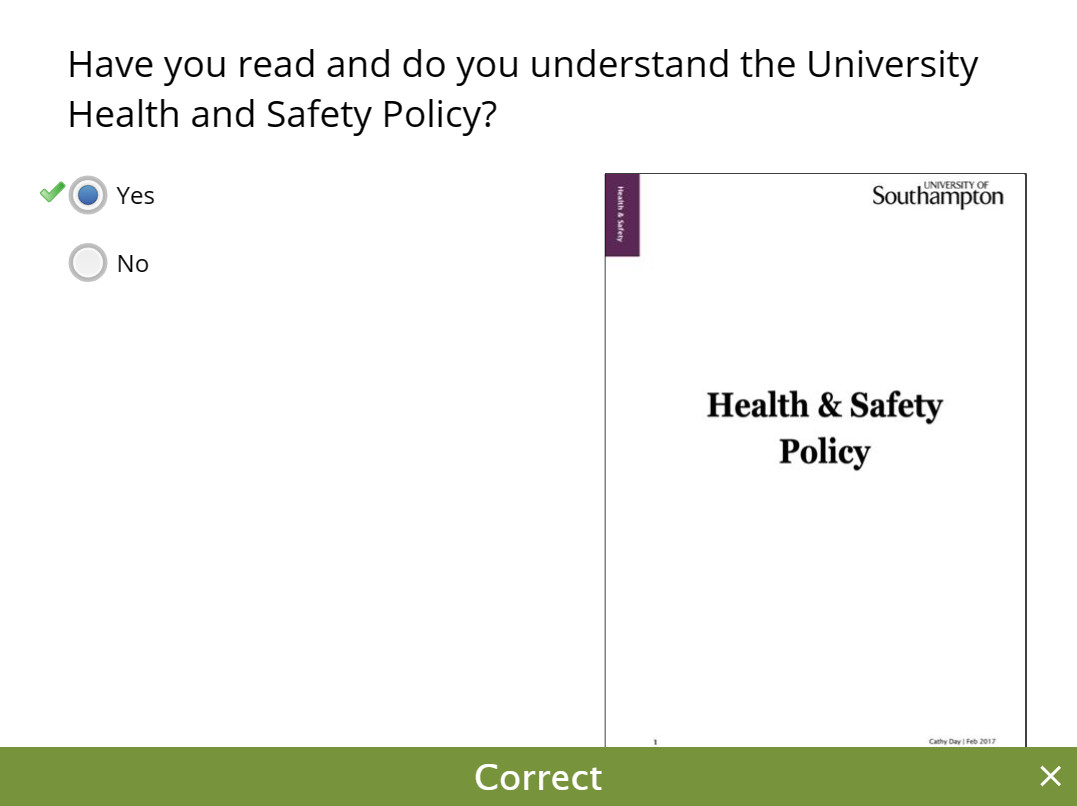 Have you read and do you understand the University
Health and Safety Policy?
Yes
No
Health & Safety
UNIVERSITY OF
Southampton
Health & Safety
Policy
1
Cathy Day | Feb 2017
Correct